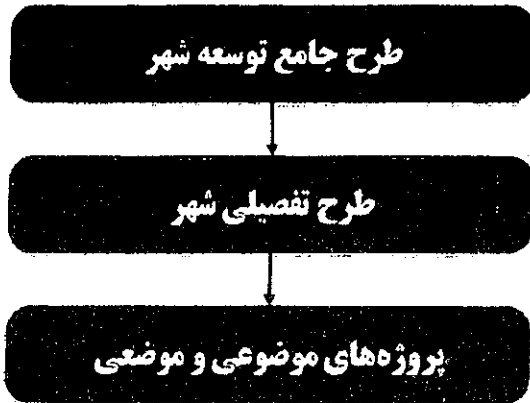 طرح جامع توسعه شهر
طرح تفصیلی شهر
پروژه‌های موضوعی و موضعی